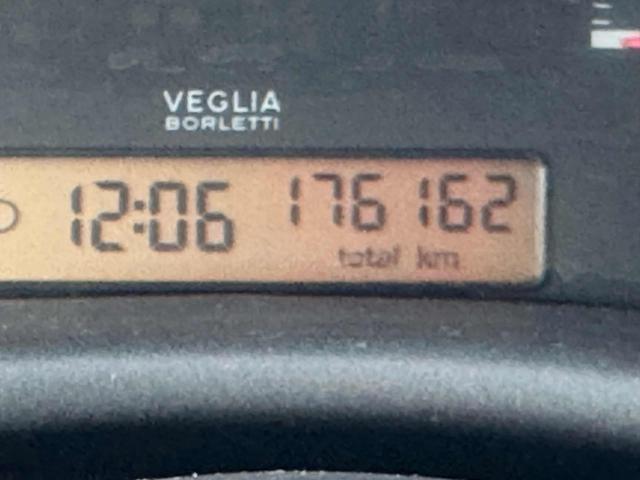 VEGLIA
BORLETTI
12:06 176162
total km